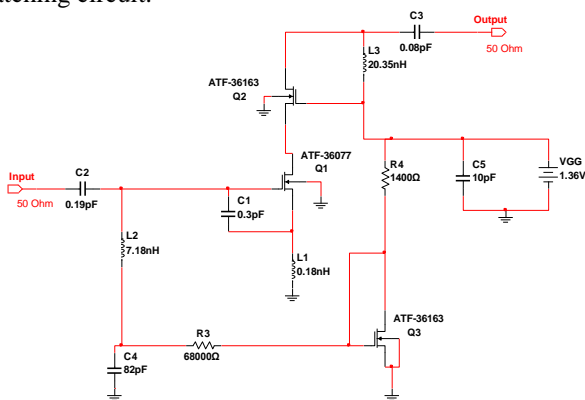 atching circuit.
C3
Output
0.08pF
50 Ohm
L3
20.35nH
ATF-36163
Q2
ATF-36077
Q1
VGG
1.36V
R4
1400Ω
C5
10pF
Input
50 Ohm
C2
0.19pF
C1
0.3pF
L2
7.18nH
L1
0.18nH
ATF-36163
Q3
R3
68000Ω
C4
82pF